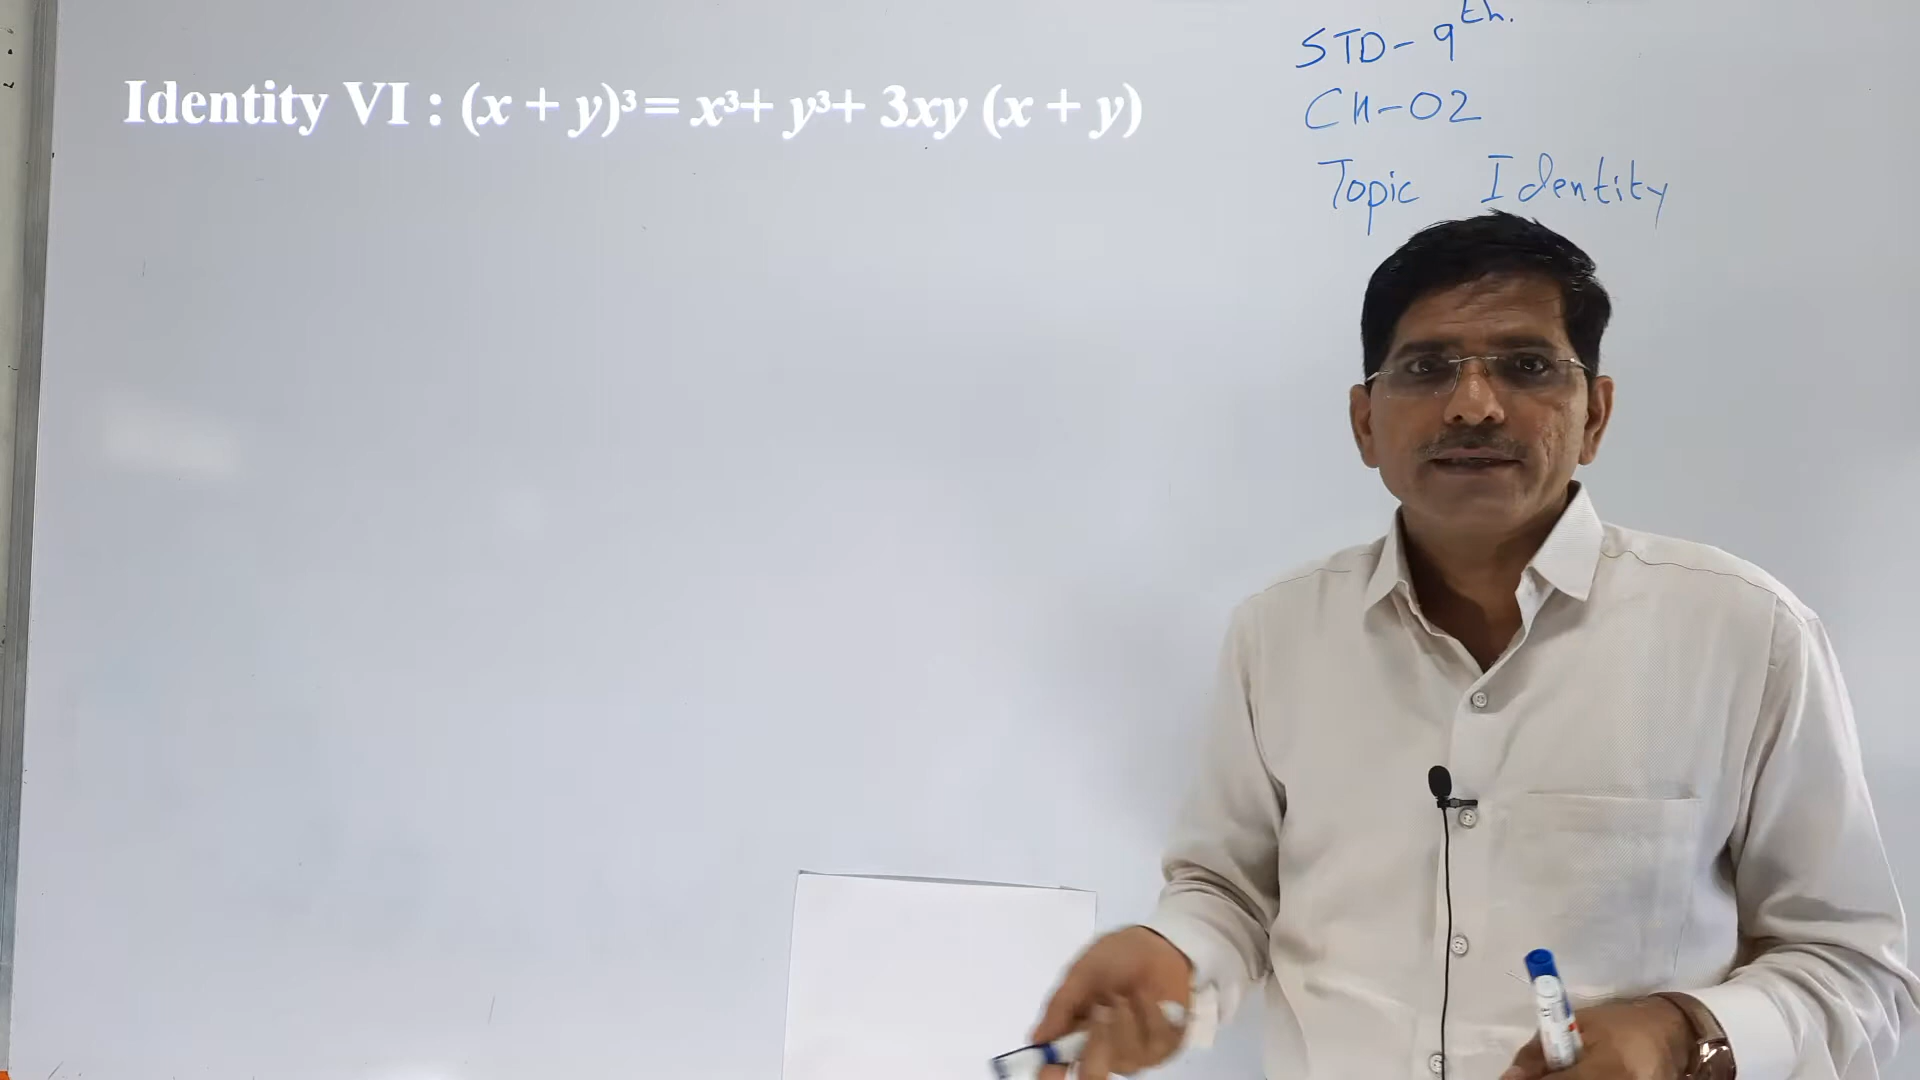 Identity VI : (x + y)³ = x³+ y³+ 3xy (x + y)
STD- 9th.
CH-02
Topic Identity